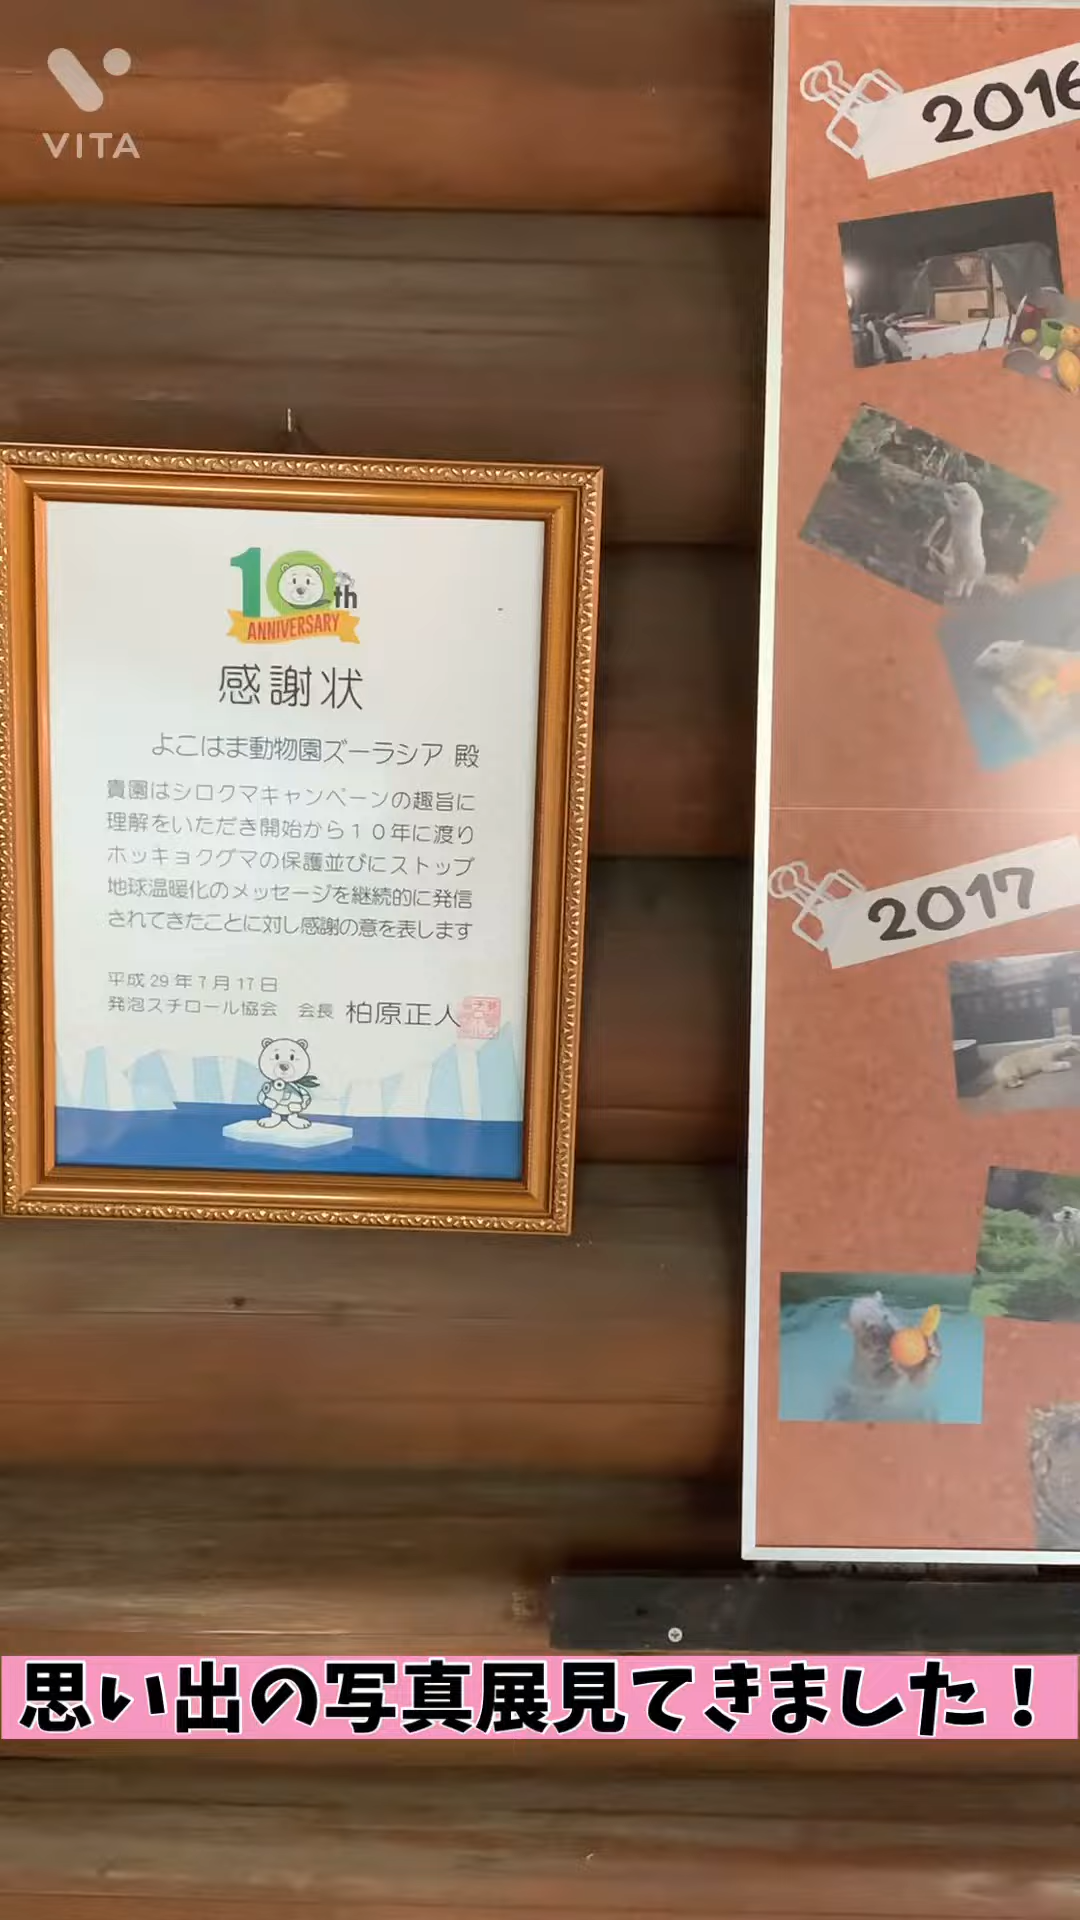 VITA
2016
10th
ANNIVERSARY
感謝状
よこはま動物園ズーラシア 殿
貴園はシロクマキャンペーンの趣旨に
理解をいただき開始から10年に渡り
ホッキョクグマの保護並びにストップ
地球温暖化のメッセージを継続的に発信
されてきたことに対し感謝の意を表します
平成29年7月17日
発泡スチロール協会 会長 柏原正人
2017
思い出の写真展見てきました！